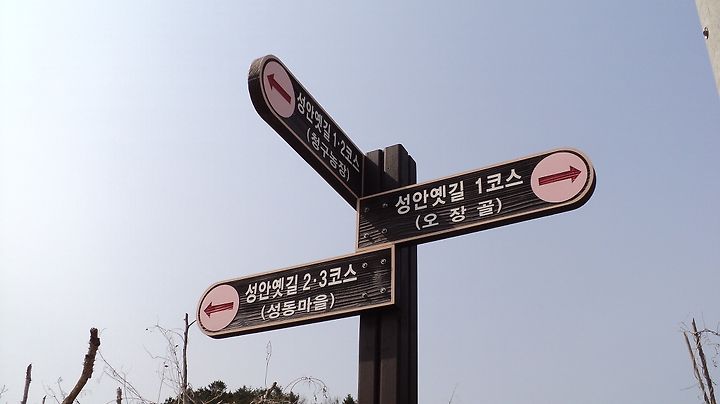 성안옛길 1·2코스
(청구농장)
성안옛길 1코스
(오장골)
성안옛길 2·3코스
(성동마을)